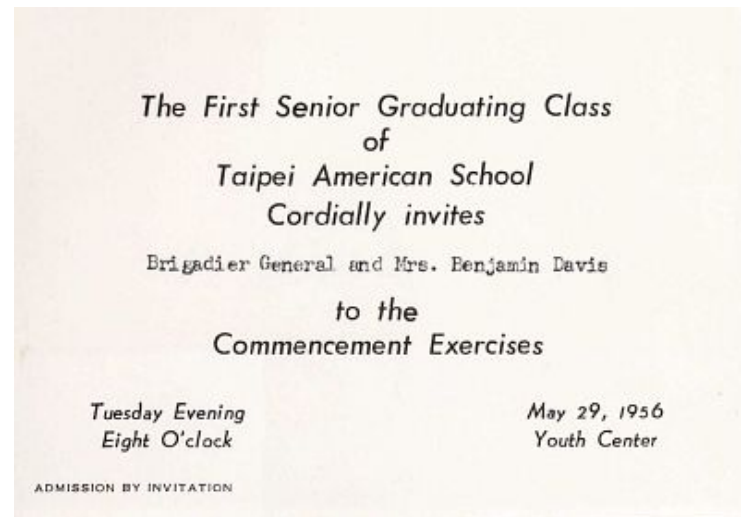 The First Senior Graduating Class
of
Taipei American School
Cordially invites
Brigadier General and Mrs. Benjamin Davis
to the
Commencement Exercises
Tuesday Evening
Eight O'clock
May 29, 1956
Youth Center
ADMISSION BY INVITATION